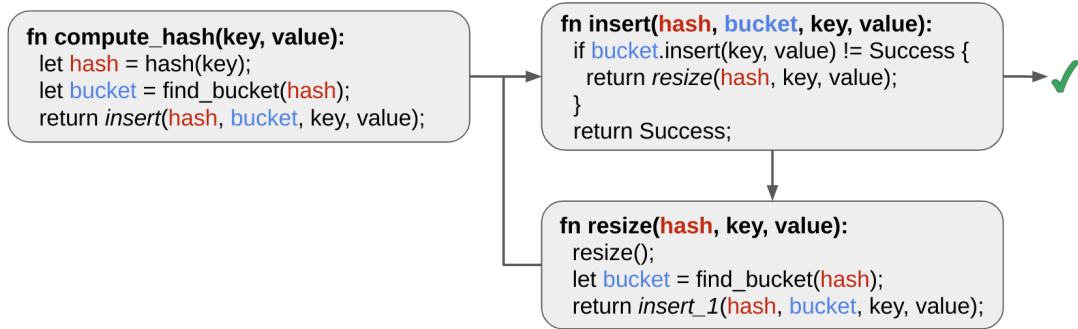 fn compute_hash(key, value):
let hash = hash(key);
let bucket = find_bucket(hash);
return insert(hash, bucket, key, value);
fn insert(hash, bucket, key, value):
if bucket.insert(key, value) != Success {
return resize(hash, key, value);
}
return Success;
fn resize(hash, key, value):
resize();
let bucket = find_bucket(hash);
return insert_1(hash, bucket, key, value);